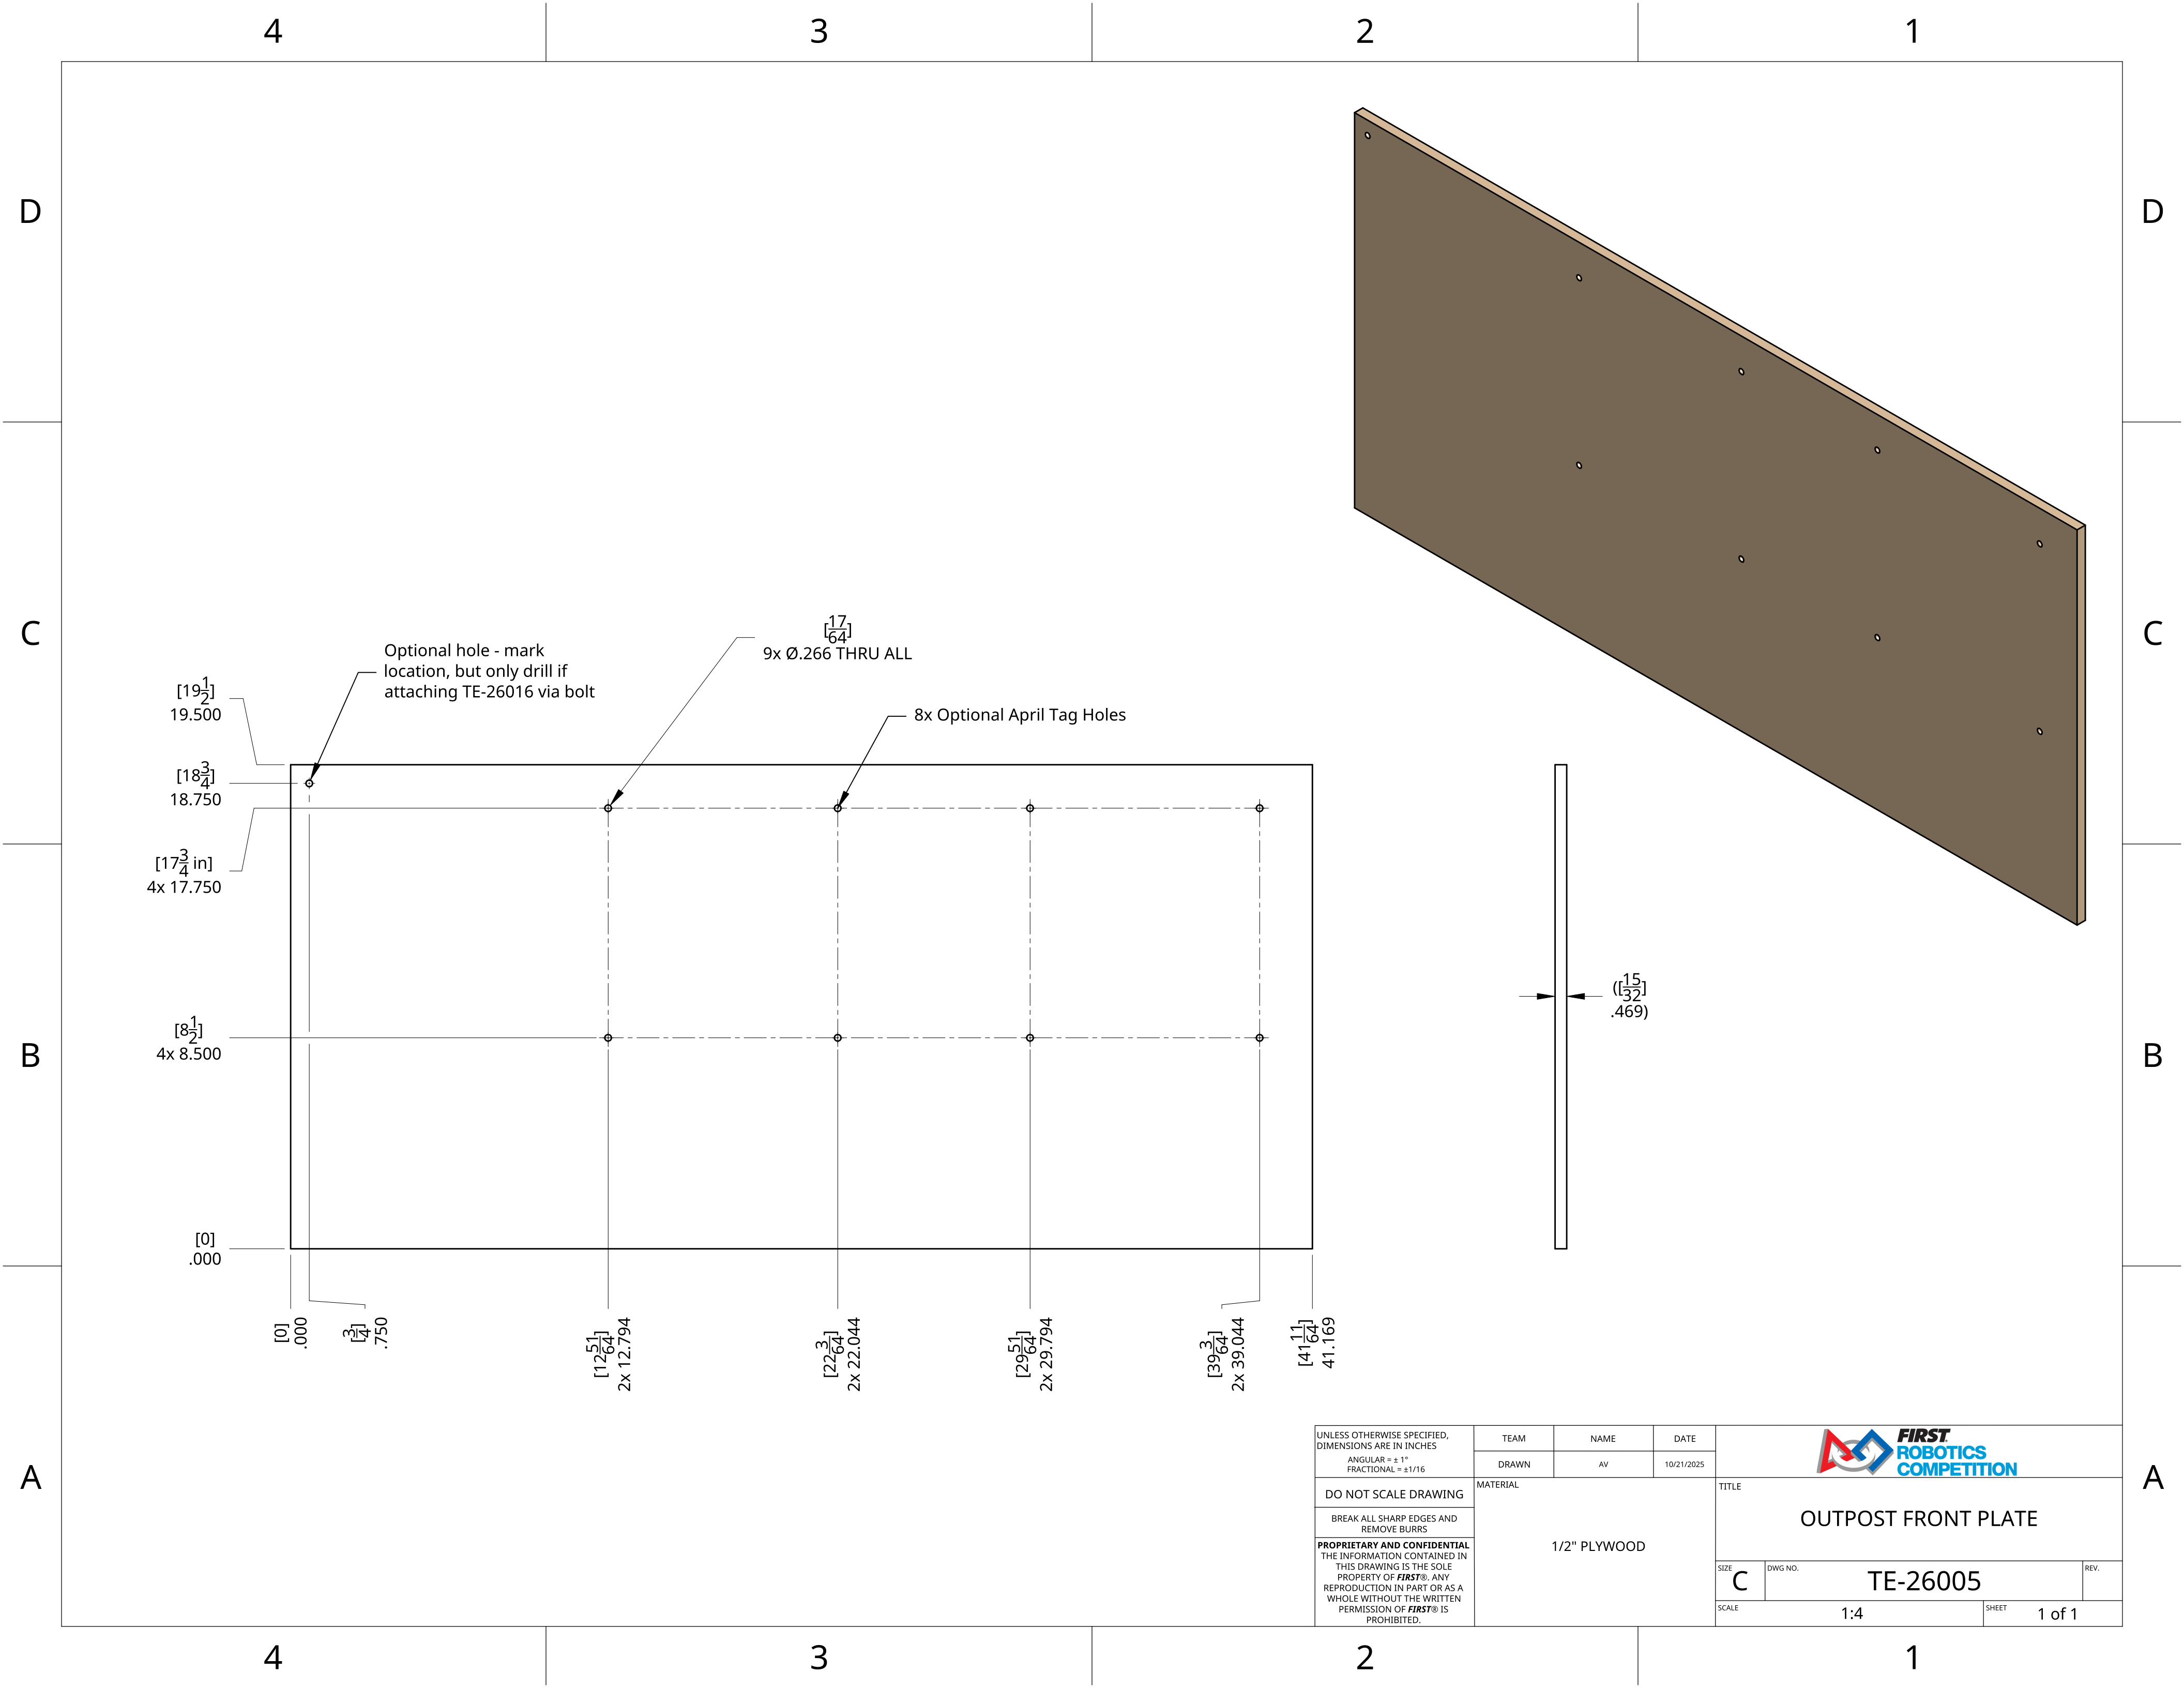 4 3 2 1
D D
C C
B B
A A
Optional hole - mark
location, but only drill if
attaching TE-26016 via bolt
[17/64]
9x Ø.266 THRU ALL
8x Optional April Tag Holes
[19 1/2]
19.500
[18 3/4]
18.750
[17 3/4 in]
4x 17.750
[8 1/2]
4x 8.500
[0]
.000
([15/32]
.469)
[0]
.000
[3/4]
.750
[12 51/64]
2x 12.794
[22 3/64]
2x 22.044
[29 51/64]
2x 29.794
[39 3/64]
2x 39.044
[41 11/64]
41.169
UNLESS OTHERWISE SPECIFIED,
DIMENSIONS ARE IN INCHES
ANGULAR = ± 1°
FRACTIONAL = ±1/16
DO NOT SCALE DRAWING
BREAK ALL SHARP EDGES AND
REMOVE BURRS
PROPRIETARY AND CONFIDENTIAL
THE INFORMATION CONTAINED IN
THIS DRAWING IS THE SOLE
PROPERTY OF FIRST®. ANY
REPRODUCTION IN PART OR AS A
WHOLE WITHOUT THE WRITTEN
PERMISSION OF FIRST® IS
PROHIBITED.
TEAM NAME DATE
DRAWN AV 10/21/2025
MATERIAL
1/2" PLYWOOD
FIRST®
ROBOTICS
COMPETITION
TITLE
OUTPOST FRONT PLATE
SIZE
C
DWG NO.
TE-26005
REV.
SCALE
1:4
SHEET
1 of 1
4 3 2 1